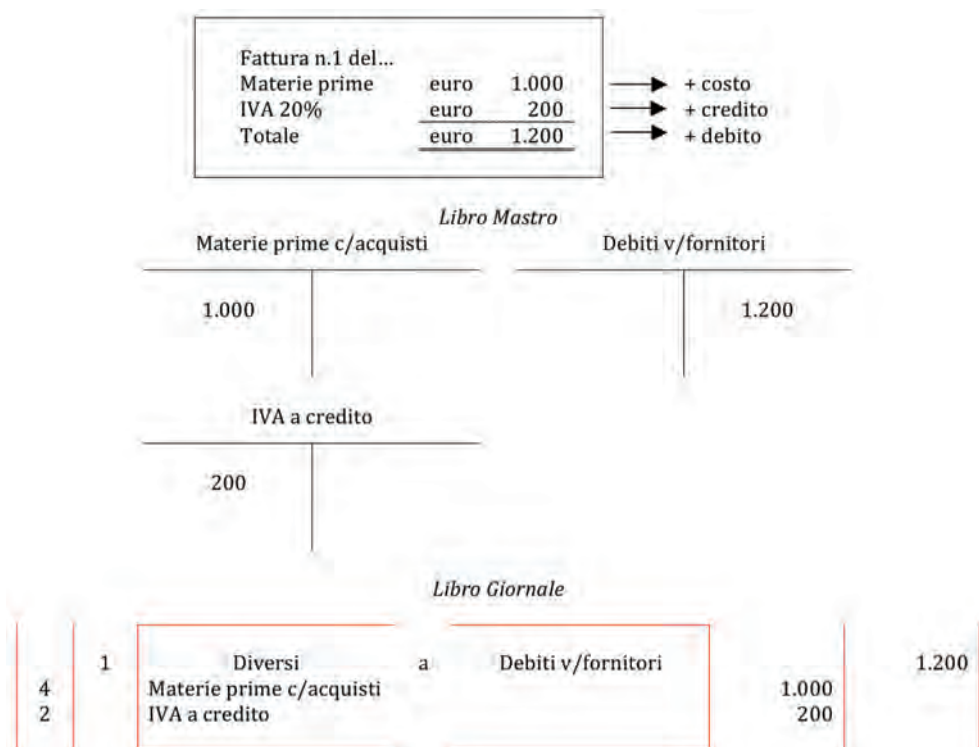 Fattura n.1 del...
Materie prime euro 1.000 + costo
IVA 20% euro 200 + credito
Totale euro 1.200 + debito
Libro Mastro
Materie prime c/acquisti Debiti v/fornitori
1.000 1.200
IVA a credito
200
Libro Giornale
1 Diversi a Debiti v/fornitori 1.200
4 Materie prime c/acquisti 1.000
2 IVA a credito 200